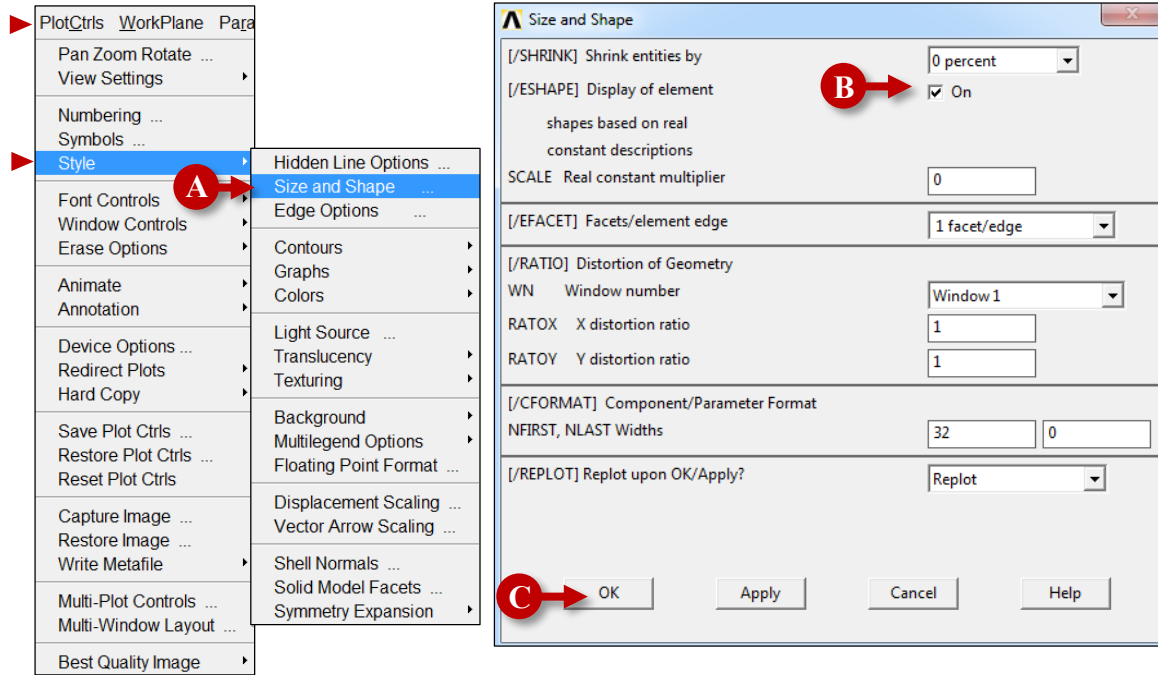 PlotCtrls WorkPlane Para
Pan Zoom Rotate ...
View Settings
Numbering ...
Symbols ...
Style
Font Controls
Window Controls
Erase Options
Animate
Annotation
Device Options ...
Redirect Plots
Hard Copy
Save Plot Ctrls ...
Restore Plot Ctrls ...
Reset Plot Ctrls
Capture Image ...
Restore Image ...
Write Metafile
Multi-Plot Controls ...
Multi-Window Layout ...
Best Quality Image
A
Hidden Line Options ...
Size and Shape ...
Edge Options ...
Contours
Graphs
Colors
Light Source ...
Translucency
Texturing
Background
Multilegend Options
Floating Point Format ...
Displacement Scaling ...
Vector Arrow Scaling ...
Shell Normals ...
Solid Model Facets ...
Symmetry Expansion
Size and Shape
[/SHRINK] Shrink entities by 0 percent
[/ESHAPE] Display of element B On
shapes based on real
constant descriptions
SCALE Real constant multiplier 0
[/EFACET] Facets/element edge 1 facet/edge
[/RATIO] Distortion of Geometry
WN Window number Window 1
RATOX X distortion ratio 1
RATOY Y distortion ratio 1
[/CFORMAT] Component/Parameter Format
NFIRST, NLAST Widths 32 0
[/REPLOT] Replot upon OK/Apply? Replot
C OK Apply Cancel Help